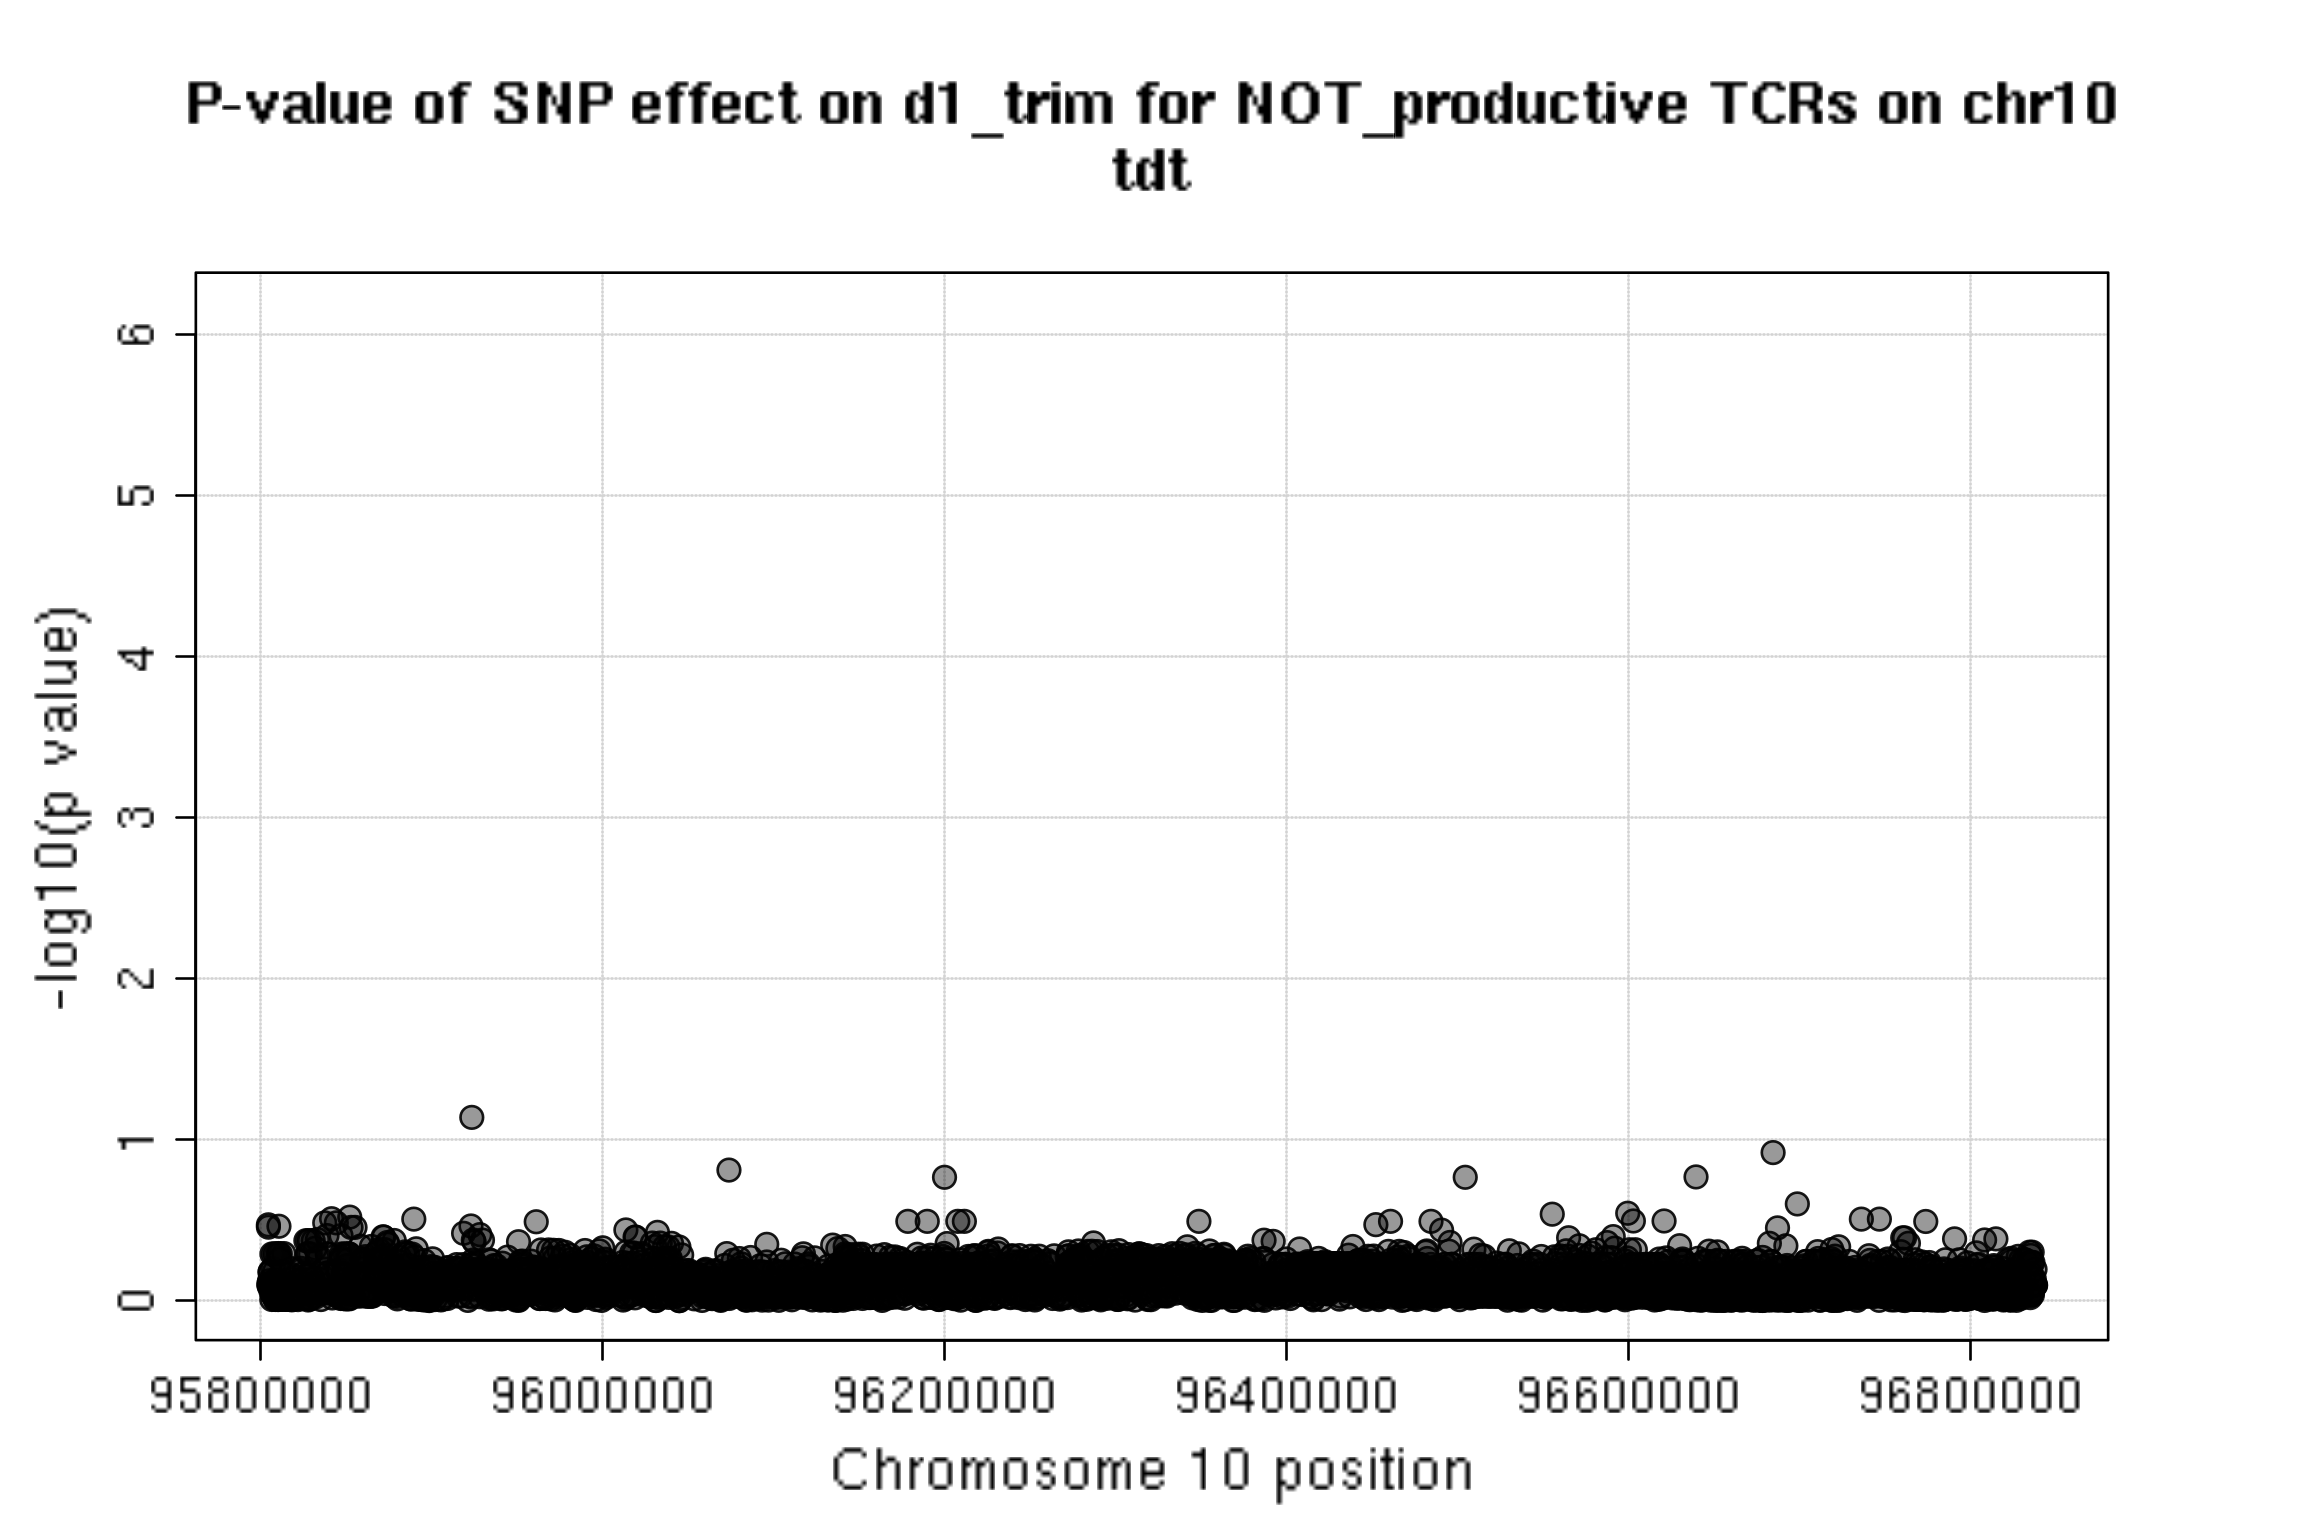 P-value of SNP effect on d1_trim for NOT_productive TCRs on chr10
tdt
6
5
4
3
2
1
0
-log10(p value)
95800000 96000000 96200000 96400000 96600000 96800000
Chromosome 10 position